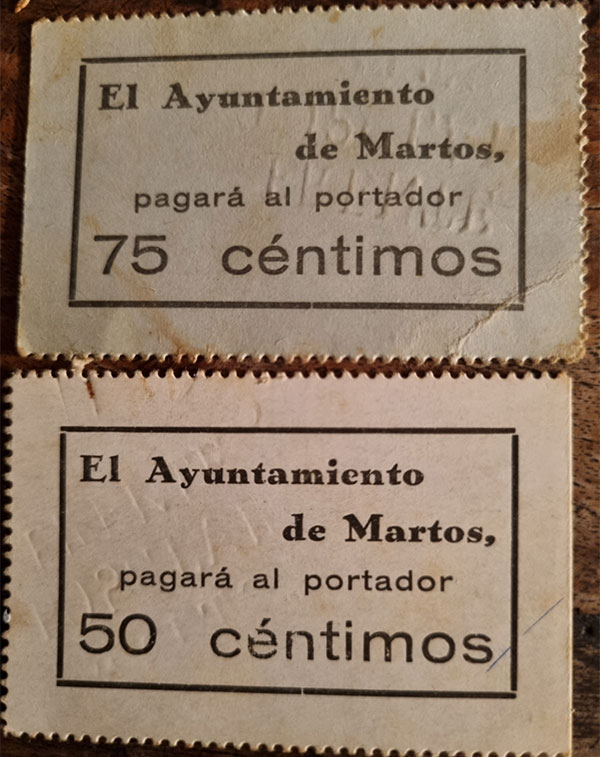 El Ayuntamiento
de Martos,
pagará al portador
75 céntimos
El Ayuntamiento
de Martos,
pagará al portador
50 céntimos